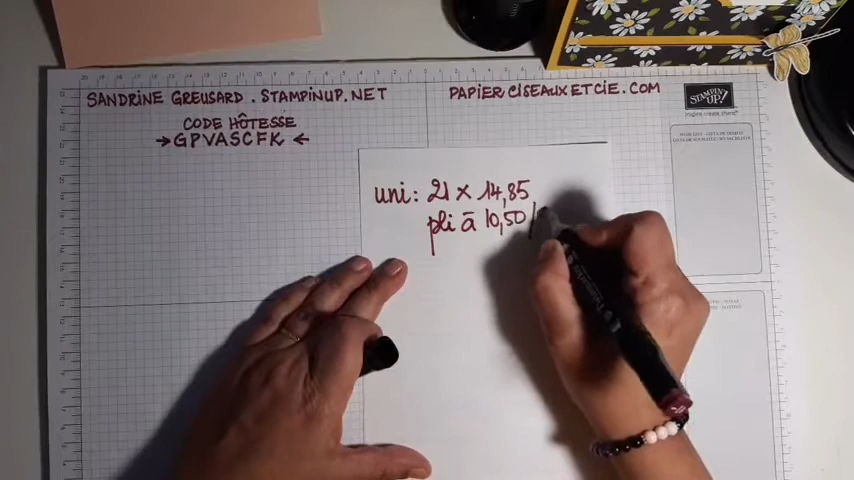 SANDRINE GREUSARD . STAMPINUP . NET
PAPIERCISEAUXETCIE . COM
CODE HÔTESSE
→ GPVASCFK ←
STAMPIN' UP!
uni: 21 x 14,85
pli à 10,50 /